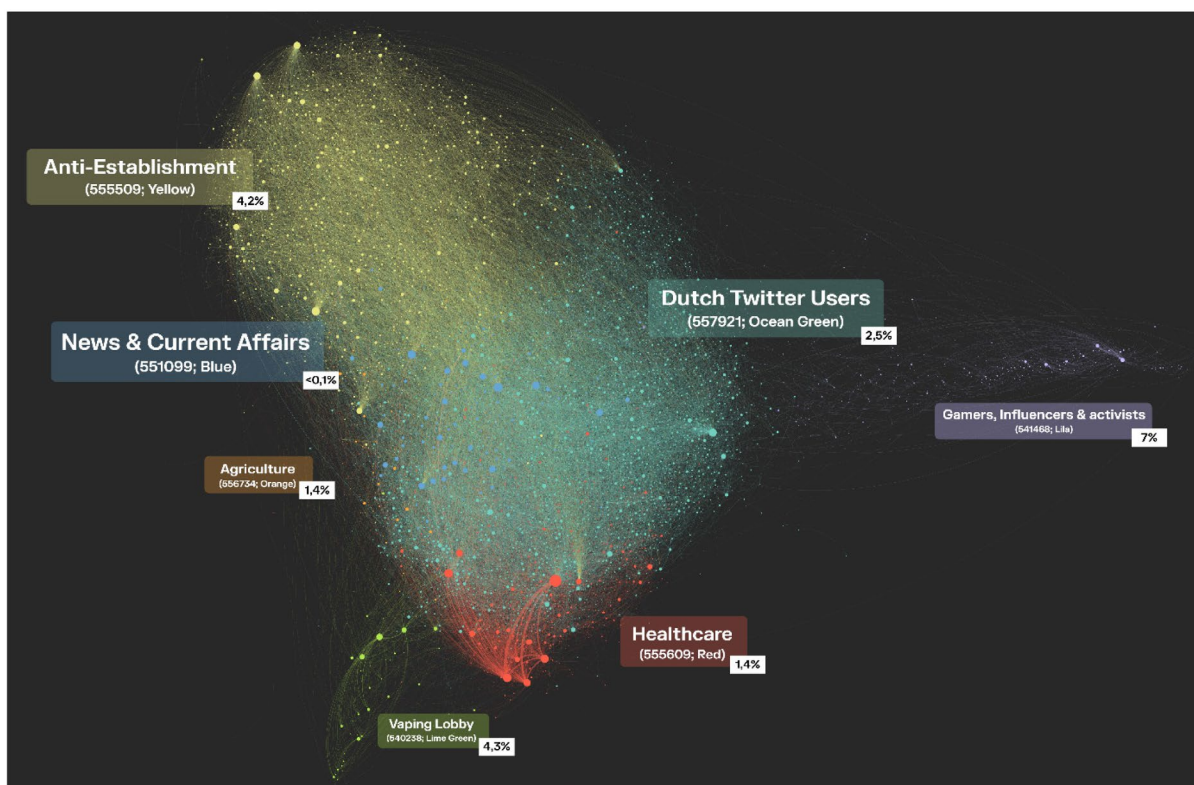 Anti-Establishment
(555509; Yellow)
4,2%
Dutch Twitter Users
(557921; Ocean Green)
2,5%
News & Current Affairs
(551099; Blue)
<0,1%
Gamers, Influencers & activists
(541468; Lila)
7%
Agriculture
(556734; Orange)
1,4%
Healthcare
(555609; Red)
1,4%
Vaping Lobby
(540238; Lime Green)
4,3%